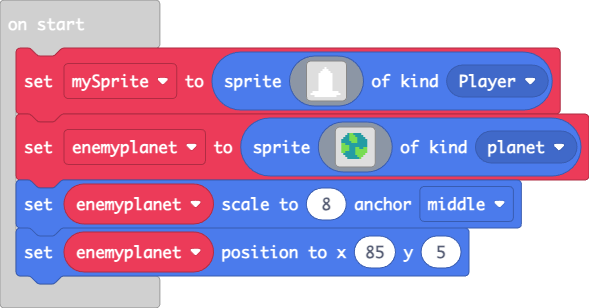 on start
set mySprite to sprite of kind Player
set enemyplanet to sprite of kind planet
set enemyplanet scale to 8 anchor middle
set enemyplanet position to x 85 y 5